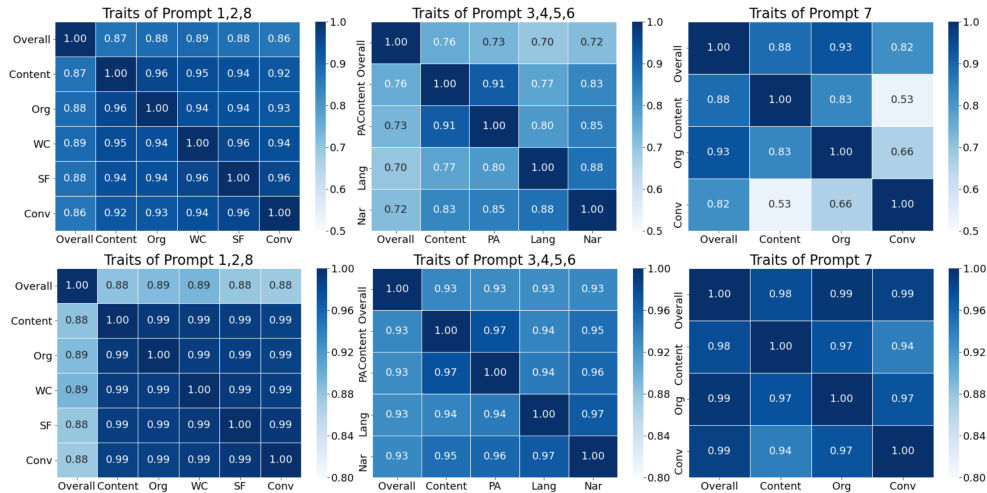 Traits of Prompt 1,2,8
Overall 1.00 0.87 0.88 0.89 0.88 0.86
Content 0.87 1.00 0.96 0.95 0.94 0.92
Org 0.88 0.96 1.00 0.94 0.94 0.93
WC 0.89 0.95 0.94 1.00 0.96 0.94
SF 0.88 0.94 0.94 0.96 1.00 0.96
Conv 0.86 0.92 0.93 0.94 0.96 1.00
Overall Content Org WC SF Conv
1.0
0.9
0.8
0.7
0.6
0.5
Traits of Prompt 3,4,5,6
Overall 1.00 0.76 0.73 0.70 0.72
Content 0.76 1.00 0.91 0.77 0.83
PA 0.73 0.91 1.00 0.80 0.85
Lang 0.70 0.77 0.80 1.00 0.88
Nar 0.72 0.83 0.85 0.88 1.00
Overall Content PA Lang Nar
1.0
0.9
0.8
0.7
0.6
0.5
Traits of Prompt 7
Overall 1.00 0.88 0.93 0.82
Content 0.88 1.00 0.83 0.53
Org 0.93 0.83 1.00 0.66
Conv 0.82 0.53 0.66 1.00
Overall Content Org Conv
1.0
0.9
0.8
0.7
0.6
0.5
Traits of Prompt 1,2,8
Overall 1.00 0.88 0.89 0.89 0.88 0.88
Content 0.88 1.00 0.99 0.99 0.99 0.99
Org 0.89 0.99 1.00 0.99 0.99 0.99
WC 0.89 0.99 0.99 1.00 0.99 0.99
SF 0.88 0.99 0.99 0.99 1.00 0.99
Conv 0.88 0.99 0.99 0.99 0.99 1.00
Overall Content Org WC SF Conv
1.00
0.96
0.92
0.88
0.84
0.80
Traits of Prompt 3,4,5,6
Overall 1.00 0.93 0.93 0.93 0.93
Content 0.93 1.00 0.97 0.94 0.95
PA 0.93 0.97 1.00 0.94 0.96
Lang 0.93 0.94 0.94 1.00 0.97
Nar 0.93 0.95 0.96 0.97 1.00
Overall Content PA Lang Nar
1.00
0.96
0.92
0.88
0.84
0.80
Traits of Prompt 7
Overall 1.00 0.98 0.99 0.99
Content 0.98 1.00 0.97 0.94
Org 0.99 0.97 1.00 0.97
Conv 0.99 0.94 0.97 1.00
Overall Content Org Conv
1.00
0.96
0.92
0.88
0.84
0.80